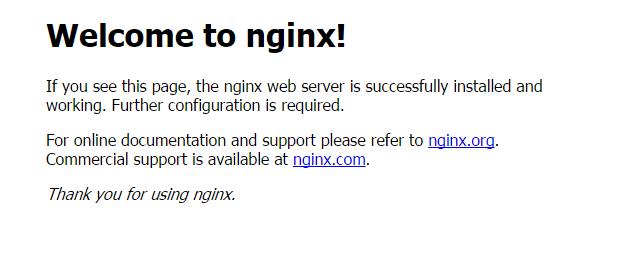 Welcome to nginx!
If you see this page, the nginx web server is successfully installed and
working. Further configuration is required.
For online documentation and support please refer to nginx.org.
Commercial support is available at nginx.com.
Thank you for using nginx.